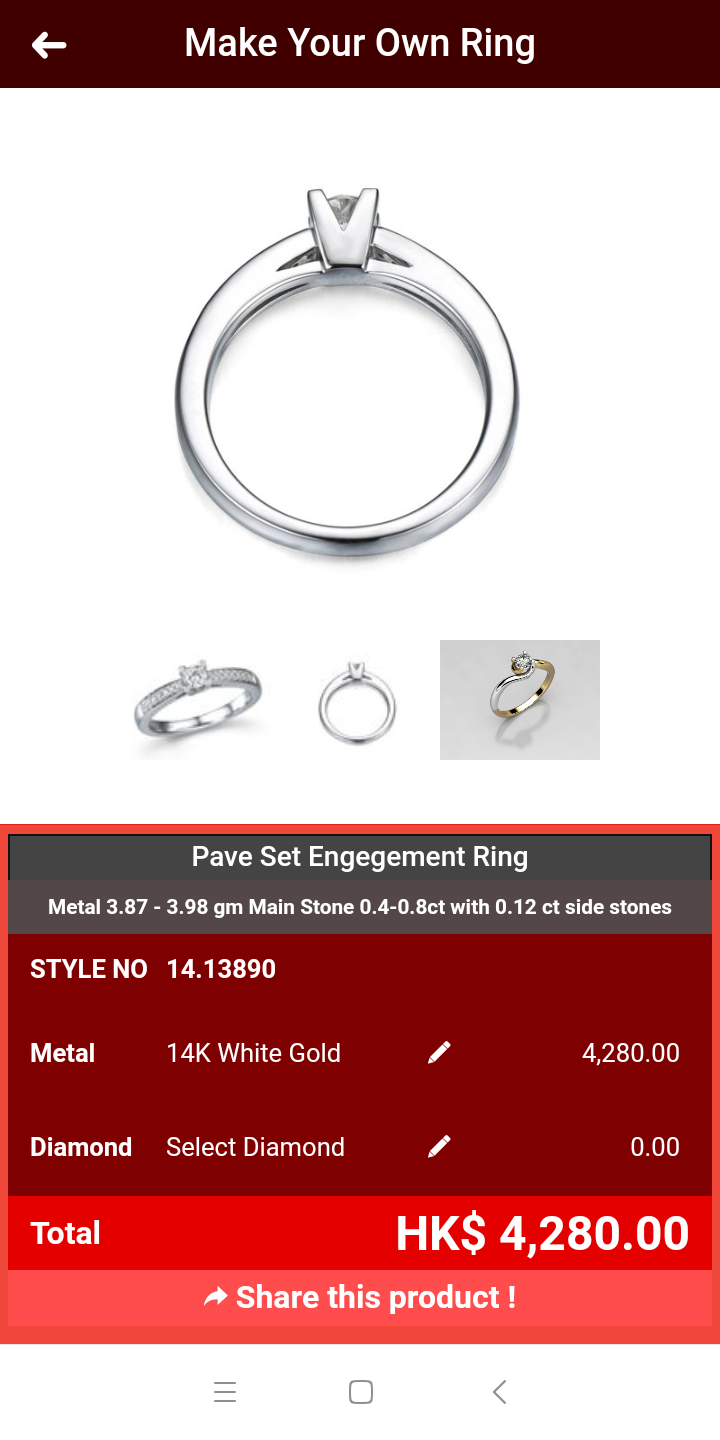 Make Your Own Ring
Pave Set Engegement Ring
Metal 3.87 - 3.98 gm Main Stone 0.4-0.8ct with 0.12 ct side stones
STYLE NO 14.13890
Metal 14K White Gold 4,280.00
Diamond Select Diamond 0.00
Total HK$ 4,280.00
Share this product !